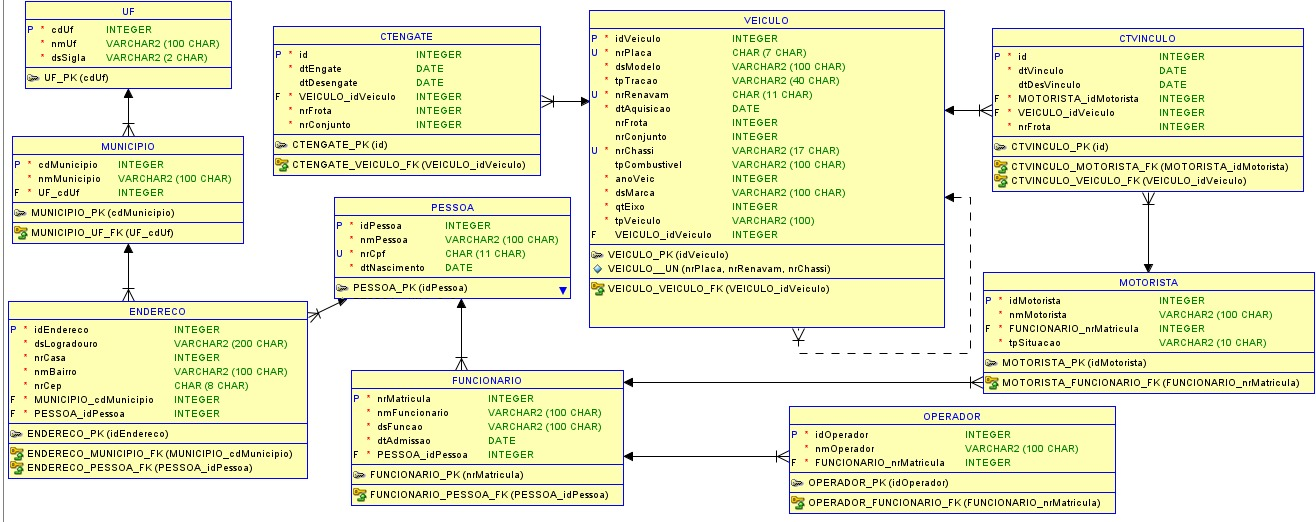 UF
P * cdUf INTEGER
* nmUf VARCHAR2 (100 CHAR)
* dsSigla VARCHAR2 (2 CHAR)
UF_PK (cdUf)
MUNICIPIO
P * cdMunicipio INTEGER
* nmMunicipio VARCHAR2 (100 CHAR)
F * UF_cdUf INTEGER
MUNICIPIO_PK (cdMunicipio)
MUNICIPIO_UF_FK (UF_cdUf)
ENDERECO
P * idEndereco INTEGER
* dsLogradouro VARCHAR2 (200 CHAR)
* nrCasa INTEGER
* nmBairro VARCHAR2 (100 CHAR)
* nrCep CHAR (8 CHAR)
F * MUNICIPIO_cdMunicipio INTEGER
F * PESSOA_idPessoa INTEGER
ENDERECO_PK (idEndereco)
ENDERECO_MUNICIPIO_FK (MUNICIPIO_cdMunicipio)
ENDERECO_PESSOA_FK (PESSOA_idPessoa)
CTENGATE
P * id INTEGER
* dtEngate DATE
dtDesengate DATE
F * VEICULO_idVeiculo INTEGER
* nrFrota INTEGER
* nrConjunto INTEGER
CTENGATE_PK (id)
CTENGATE_VEICULO_FK (VEICULO_idVeiculo)
PESSOA
P * idPessoa INTEGER
* nmPessoa VARCHAR2 (100 CHAR)
U * nrCpf CHAR (11 CHAR)
* dtNascimento DATE
PESSOA_PK (idPessoa)
FUNCIONARIO
P * nrMatricula INTEGER
* nmFuncionario VARCHAR2 (100 CHAR)
* dsFuncao VARCHAR2 (100 CHAR)
* dtAdmissao DATE
F * PESSOA_idPessoa INTEGER
FUNCIONARIO_PK (nrMatricula)
FUNCIONARIO_PESSOA_FK (PESSOA_idPessoa)
VEICULO
P * idVeiculo INTEGER
U * nrPlaca CHAR (7 CHAR)
* dsModelo VARCHAR2 (100 CHAR)
* tpTracao VARCHAR2 (40 CHAR)
U * nrRenavam CHAR (11 CHAR)
* dtAquisicao DATE
nrFrota INTEGER
nrConjunto INTEGER
U * nrChassi VARCHAR2 (17 CHAR)
tpCombustivel VARCHAR2 (100 CHAR)
* anoVeic INTEGER
* dsMarca VARCHAR2 (100 CHAR)
* qtEixo INTEGER
* tpVeiculo VARCHAR2 (100)
F VEICULO_idVeiculo INTEGER
VEICULO_PK (idVeiculo)
VEICULO__UN (nrPlaca, nrRenavam, nrChassi)
VEICULO_VEICULO_FK (VEICULO_idVeiculo)
CTVINCULO
P * id INTEGER
* dtVinculo DATE
dtDesVinculo DATE
F * MOTORISTA_idMotorista INTEGER
F * VEICULO_idVeiculo INTEGER
* nrFrota INTEGER
CTVINCULO_PK (id)
CTVINCULO_MOTORISTA_FK (MOTORISTA_idMotorista)
CTVINCULO_VEICULO_FK (VEICULO_idVeiculo)
MOTORISTA
P * idMotorista INTEGER
* nmMotorista VARCHAR2 (100 CHAR)
F * FUNCIONARIO_nrMatricula INTEGER
* tpSituacao VARCHAR2 (10 CHAR)
MOTORISTA_PK (idMotorista)
MOTORISTA_FUNCIONARIO_FK (FUNCIONARIO_nrMatricula)
OPERADOR
P * idOperador INTEGER
* nmOperador VARCHAR2 (100 CHAR)
F * FUNCIONARIO_nrMatricula INTEGER
OPERADOR_PK (idOperador)
OPERADOR_FUNCIONARIO_FK (FUNCIONARIO_nrMatricula)